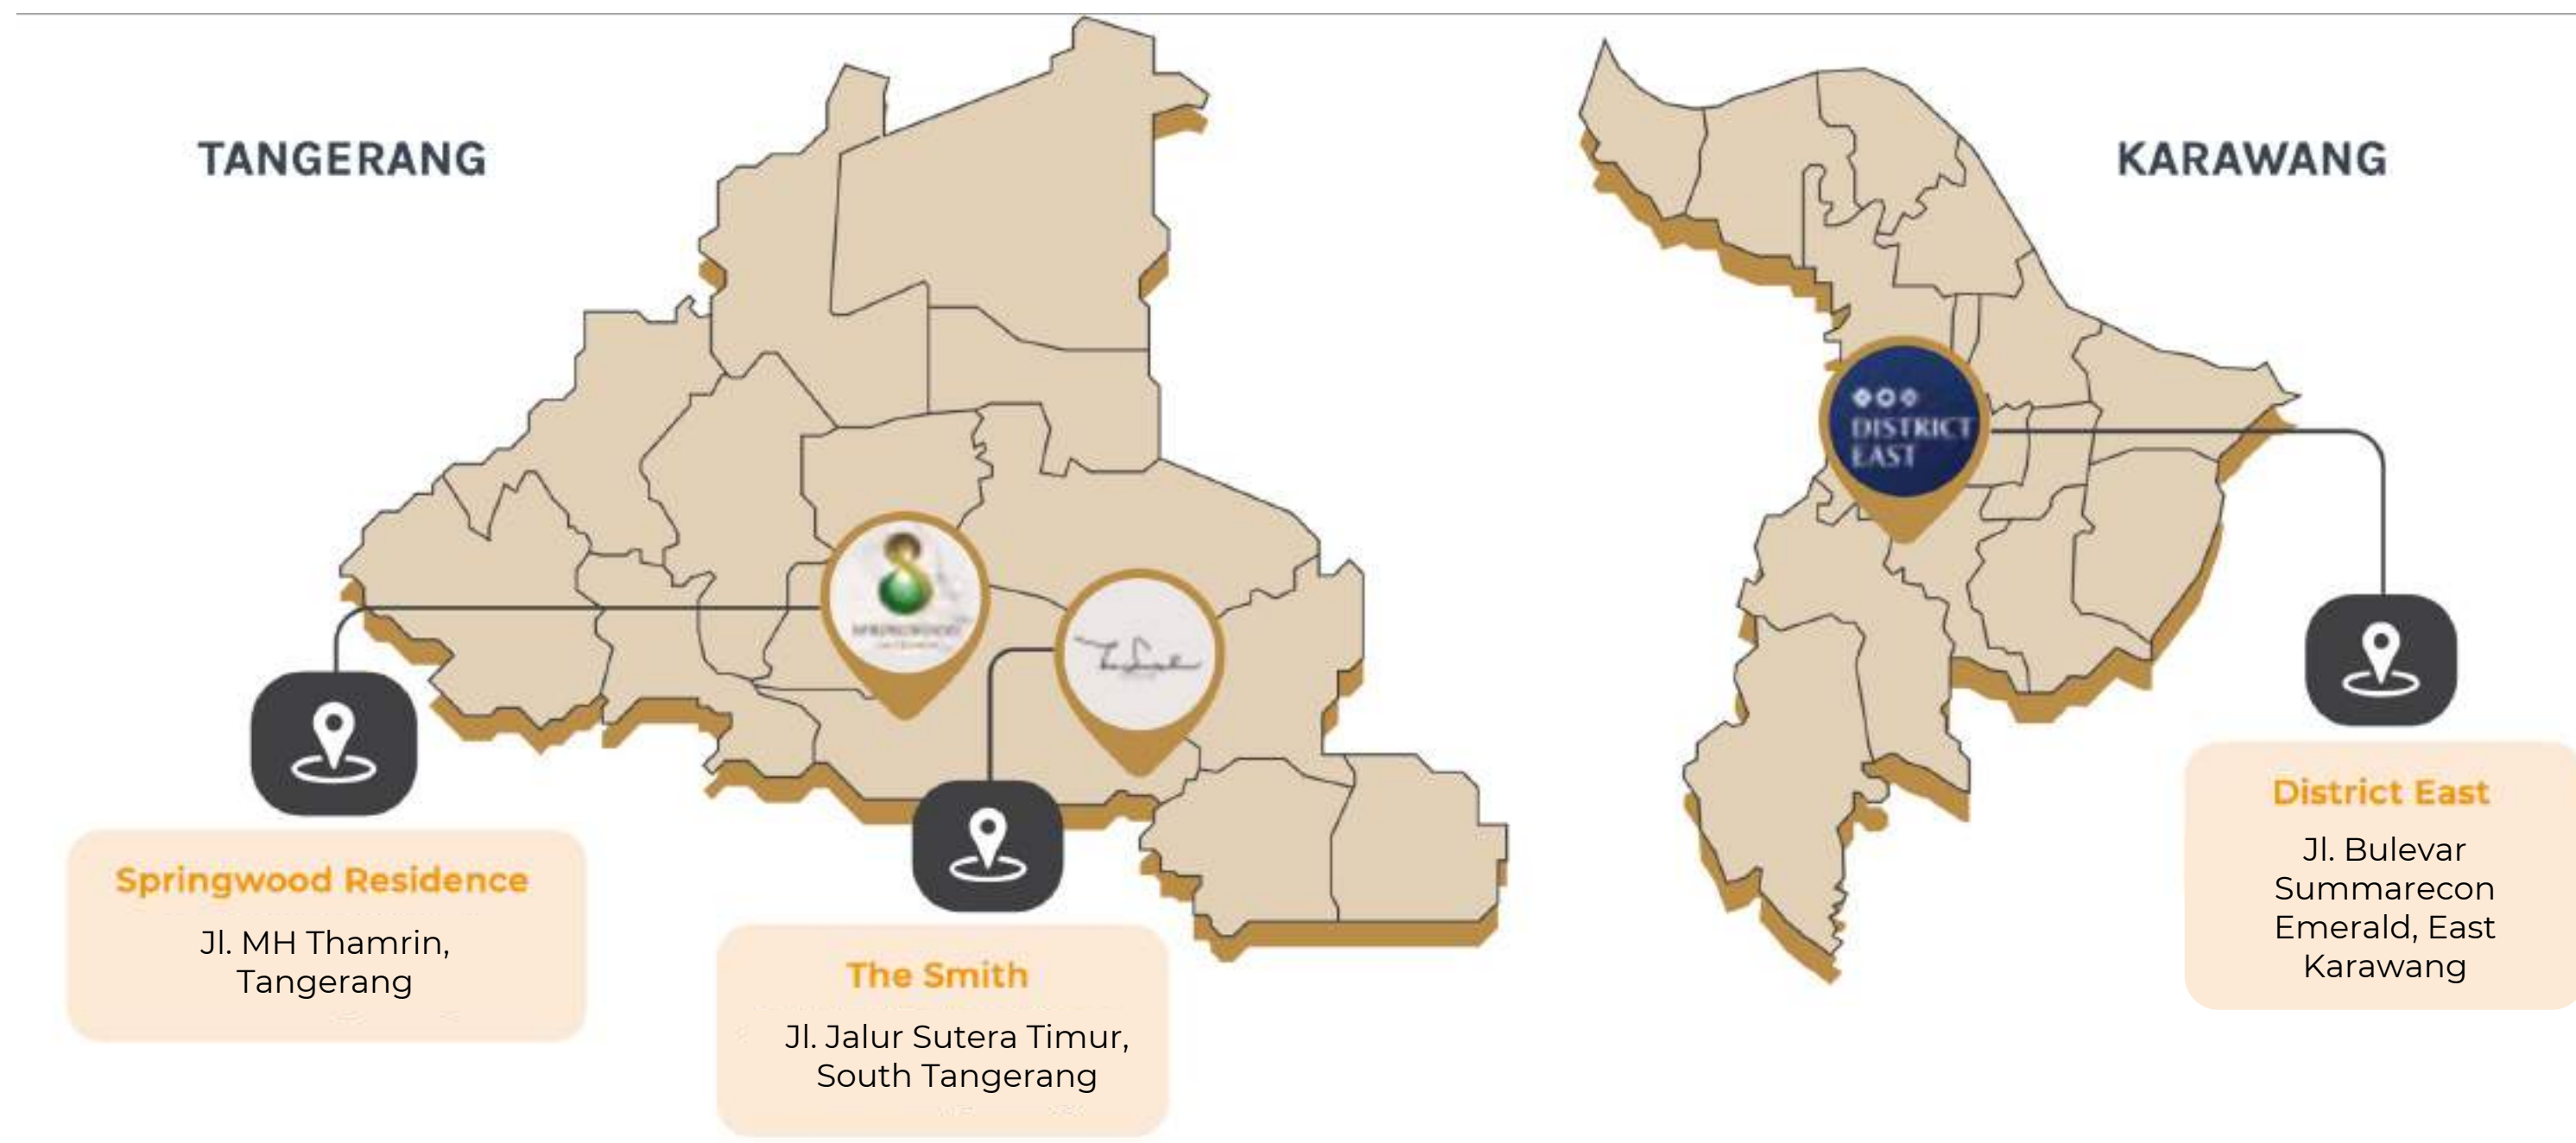 TANGERANG
KARAWANG
DISTRICT
EAST
SPRINGWOOD
Springwood Residence
Jl. MH Thamrin,
Tangerang
The Smith
Jl. Jalur Sutera Timur,
South Tangerang
District East
Jl. Bulevar
Summarecon
Emerald, East
Karawang